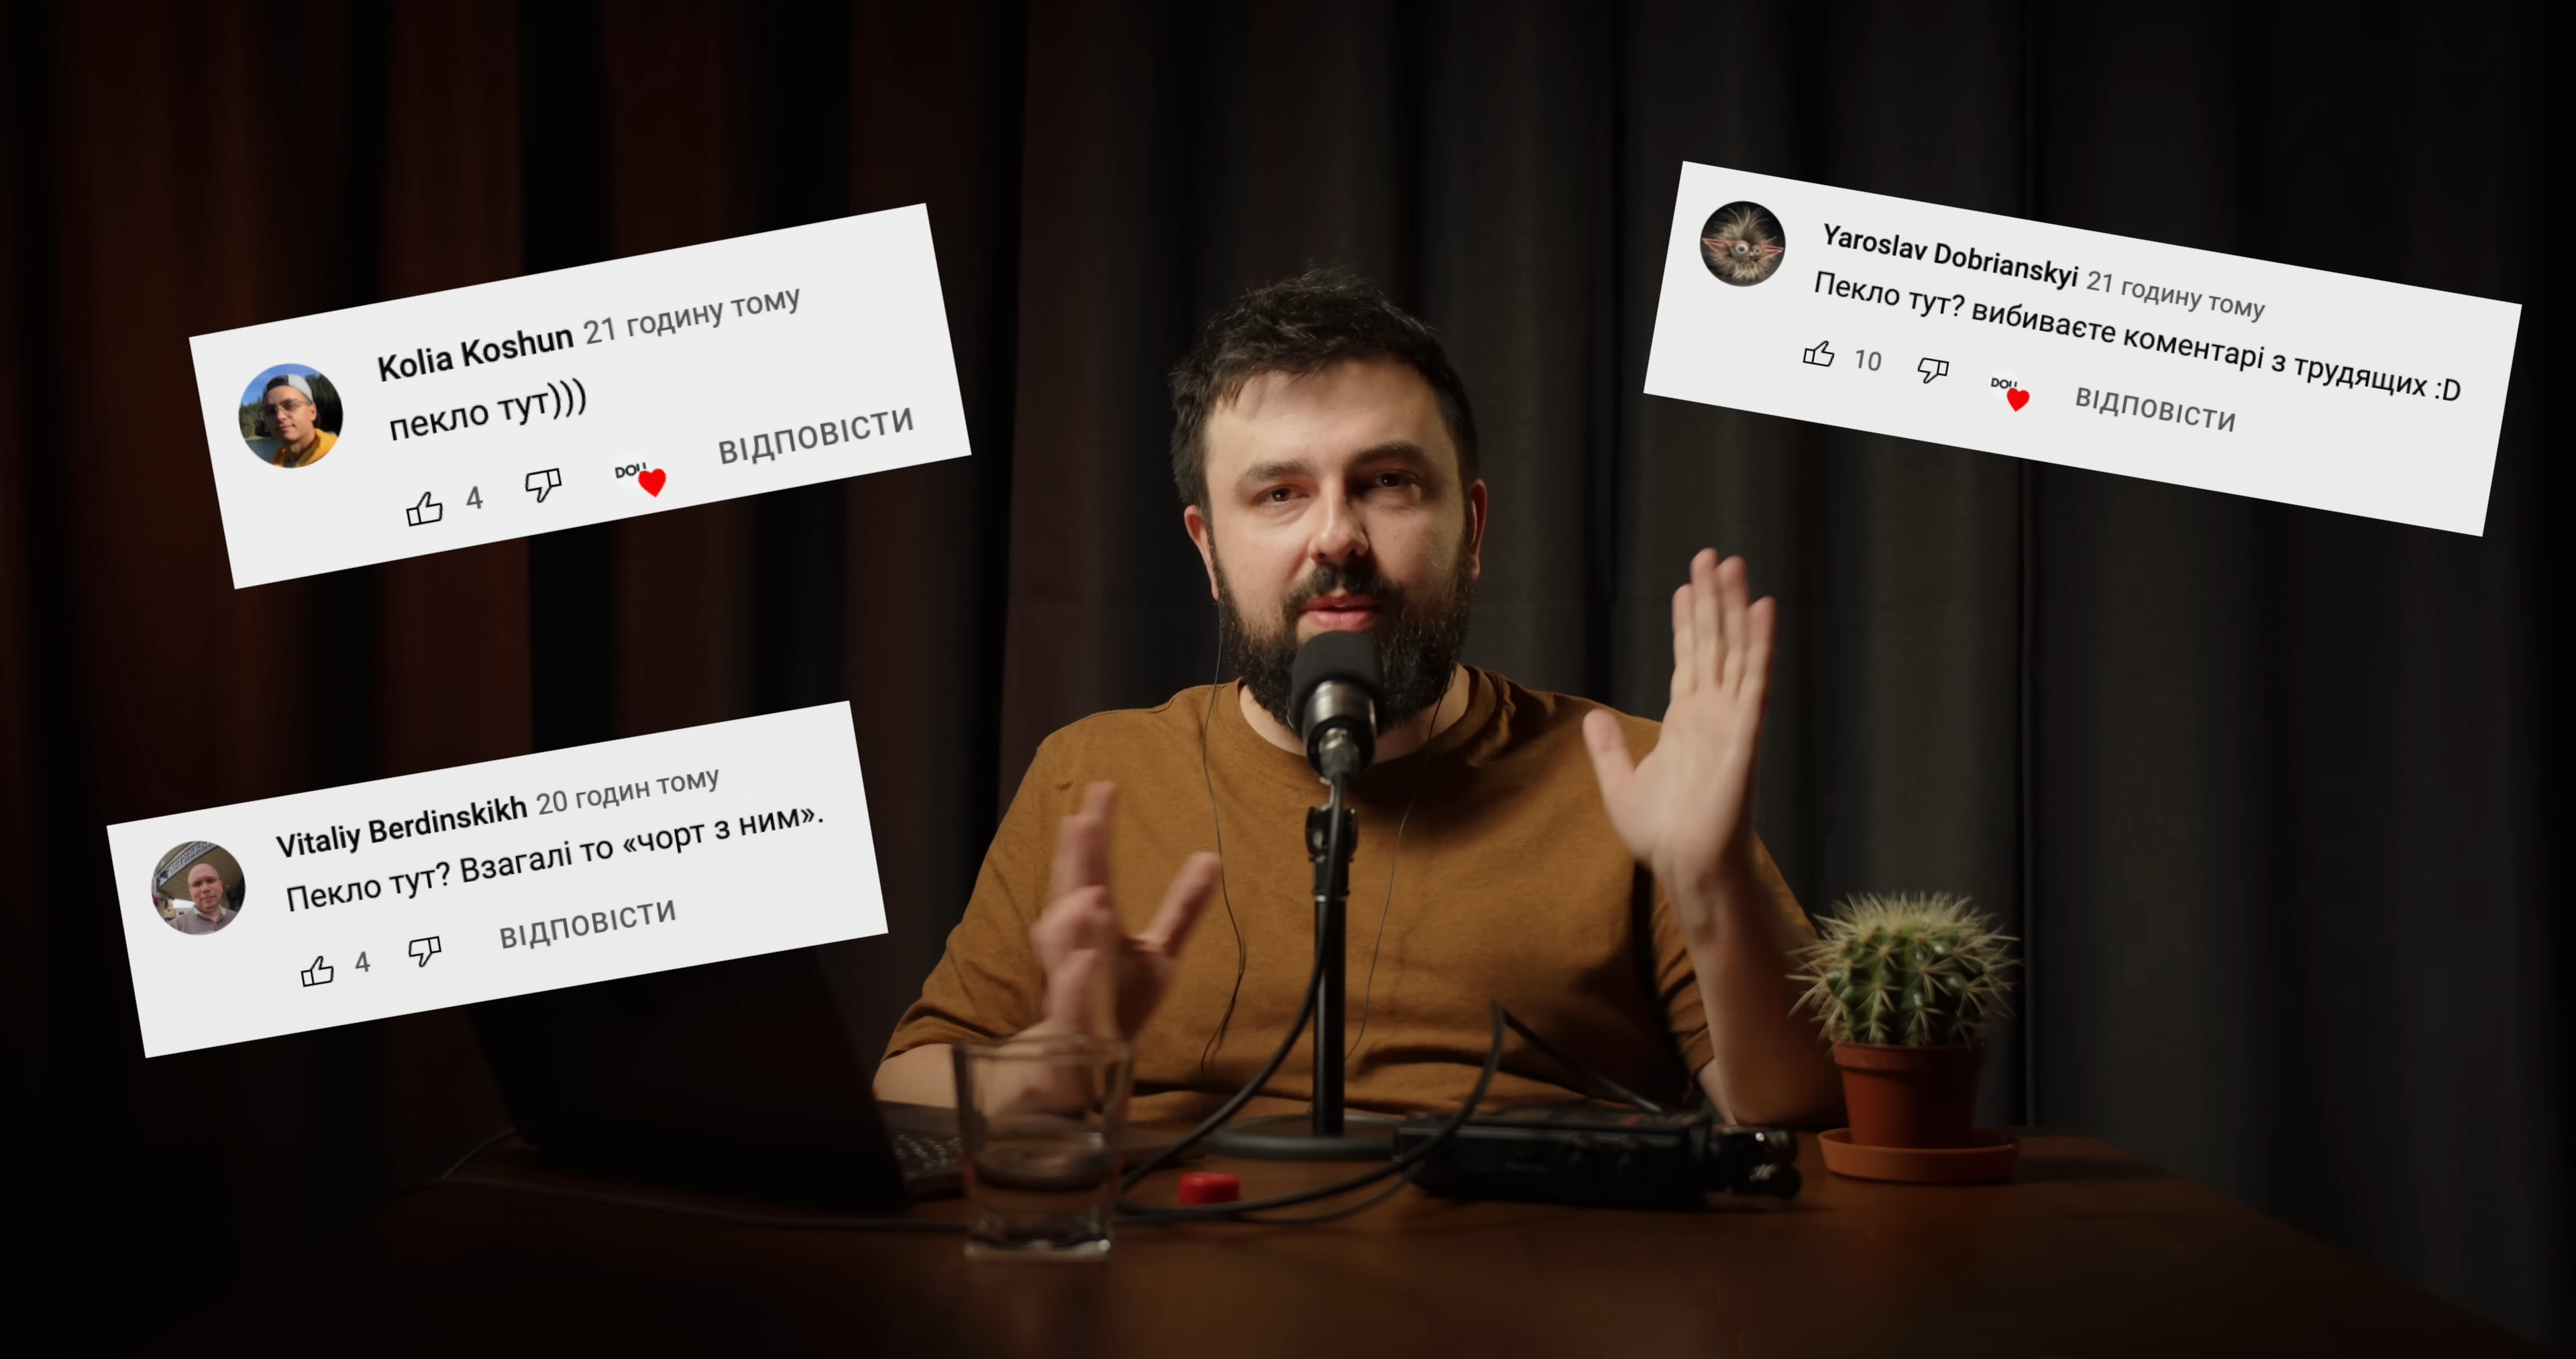 Kolia Koshun 21 годину тому
пекло тут)))
4 DOU ВІДПОВІСТИ
Yaroslav Dobrianskyi 21 годину тому
Пекло тут? вибиваєте коментарі з трудящих :D
10 DOU ВІДПОВІСТИ
Vitaliy Berdinskikh 20 годин тому
Пекло тут? Взагалі то «чорт з ним».
4 ВІДПОВІСТИ